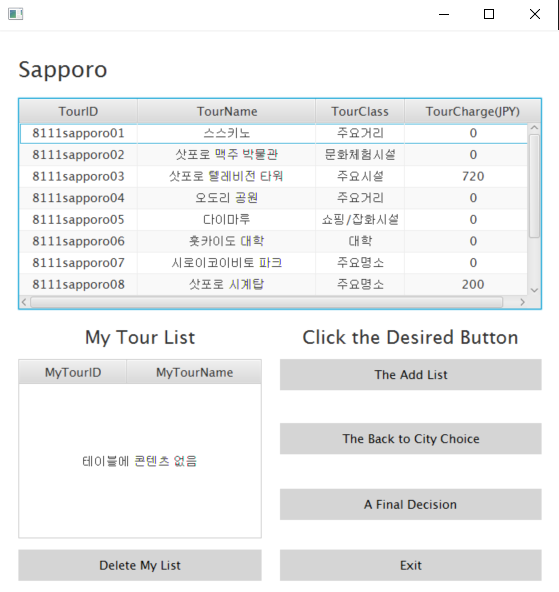 Sapporo
TourID TourName TourClass TourCharge(JPY)
8111sapporo01 스스키노 주요거리 0
8111sapporo02 삿포로 맥주 박물관 문화체험시설 0
8111sapporo03 삿포로 텔레비전 타워 주요시설 720
8111sapporo04 오도리 공원 주요거리 0
8111sapporo05 다이마루 쇼핑/잡화시설 0
8111sapporo06 홋카이도 대학 대학 0
8111sapporo07 시로이코이비토 파크 주요명소 0
8111sapporo08 삿포로 시계탑 주요명소 200
My Tour List
MyTourID MyTourName
테이블에 콘텐츠 없음
Delete My List
Click the Desired Button
The Add List
The Back to City Choice
A Final Decision
Exit